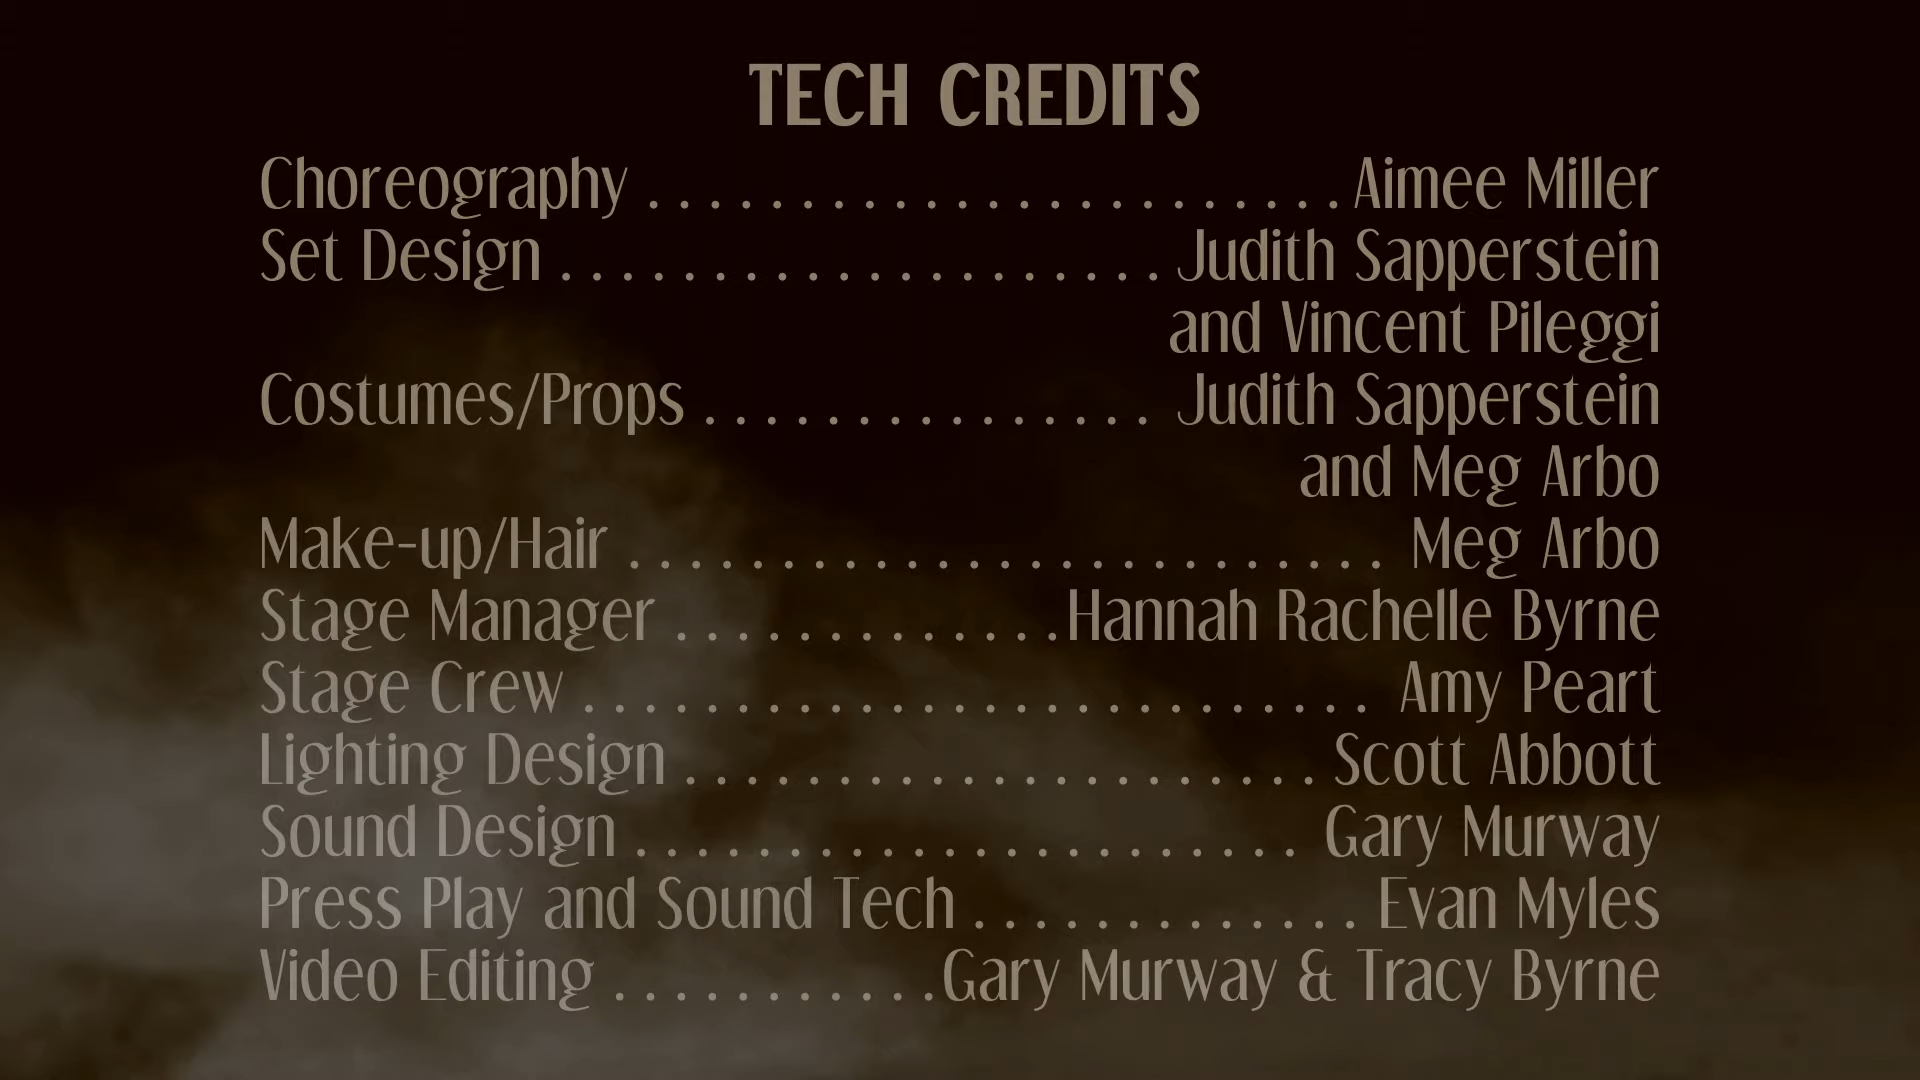 TECH CREDITS
Choreography . . . . . . . . . . . . . . . . . . . . . . . Aimee Miller
Set Design . . . . . . . . . . . . . . . . . . . . Judith Sapperstein
and Vincent Pileggi
Costumes/Props . . . . . . . . . . . . . . . Judith Sapperstein
and Meg Arbo
Make-up/Hair . . . . . . . . . . . . . . . . . . . . . . . . . Meg Arbo
Stage Manager . . . . . . . . . . . . . Hannah Rachelle Byrne
Stage Crew . . . . . . . . . . . . . . . . . . . . . . . . . . Amy Peart
Lighting Design . . . . . . . . . . . . . . . . . . . . . Scott Abbott
Sound Design . . . . . . . . . . . . . . . . . . . . . . Gary Murway
Press Play and Sound Tech . . . . . . . . . . . . . Evan Myles
Video Editing . . . . . . . . . . . Gary Murway & Tracy Byrne